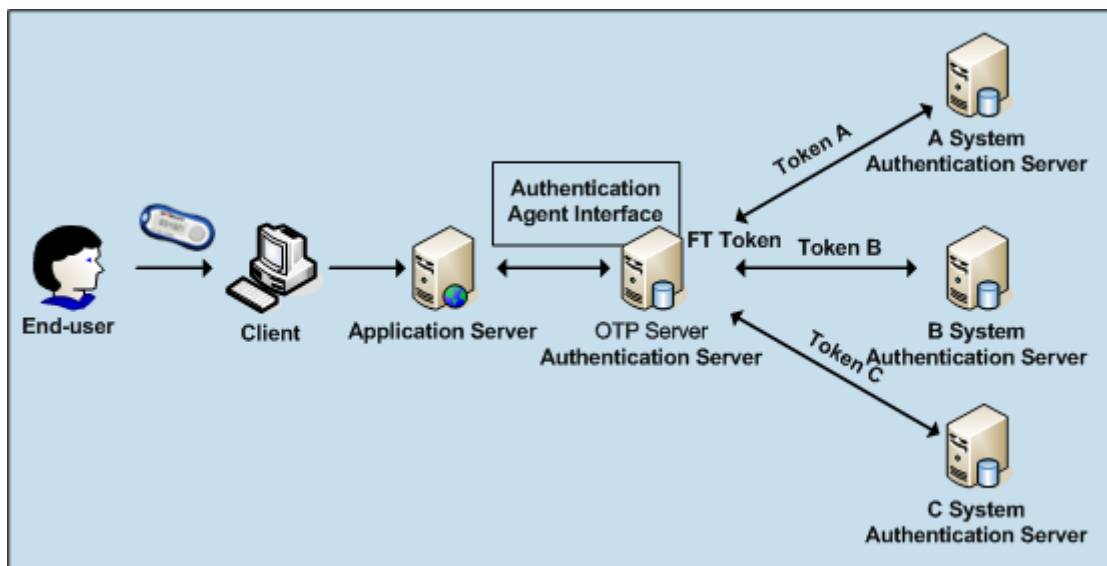 A System
Authentication Server
Token A
Authentication
Agent Interface
FT Token
Token B
End-user
Client
Application Server
OTP Server
Authentication Server
B System
Authentication Server
Token C
C System
Authentication Server